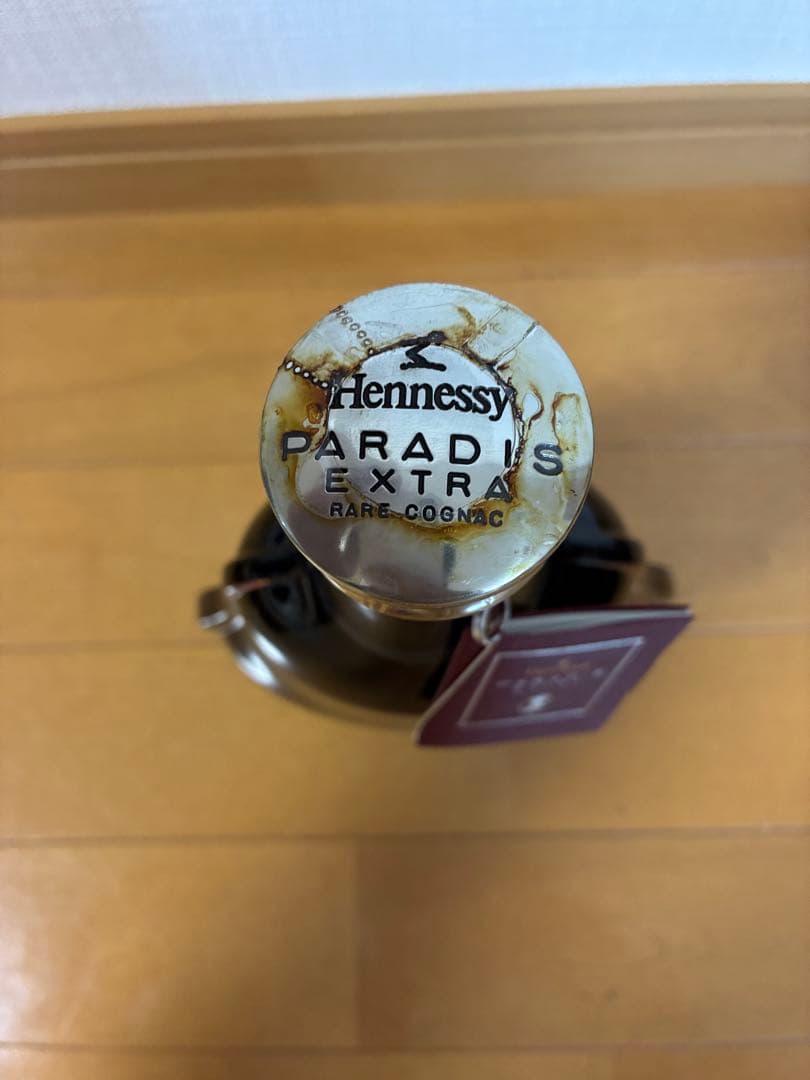 Hennessy
PARADIS
EXTRA
RARE COGNAC